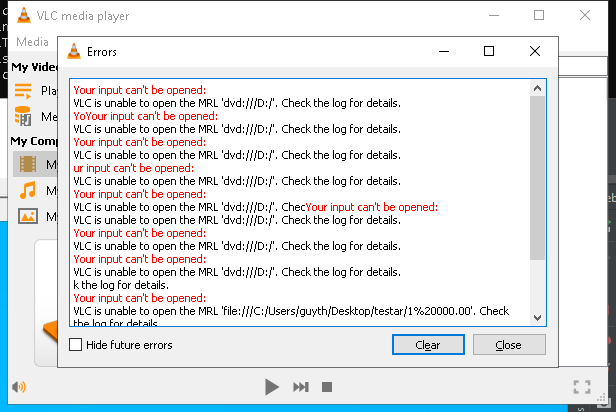 VLC media player
Media
Errors
My Video
Pla
Me
My Comp
My
My
My
Your input can't be opened:
VLC is unable to open the MRL 'dvd:///D:/'. Check the log for details.
YoYour input can't be opened:
VLC is unable to open the MRL 'dvd:///D:/'. Check the log for details.
Your input can't be opened:
VLC is unable to open the MRL 'dvd:///D:/'. Check the log for details.
ur input can't be opened:
VLC is unable to open the MRL 'dvd:///D:/'. Check the log for details.
Your input can't be opened:
VLC is unable to open the MRL 'dvd:///D:/'. ChecYour input can't be opened:
VLC is unable to open the MRL 'dvd:///D:/'. Check the log for details.
Your input can't be opened:
VLC is unable to open the MRL 'dvd:///D:/'. Check the log for details.
Your input can't be opened:
VLC is unable to open the MRL 'dvd:///D:/'. Check the log for details.
k the log for details.
Your input can't be opened:
VLC is unable to open the MRL 'file:///C:/Users/guyth/Desktop/testar/1%20000.00'. Check
the log for details.
Hide future errors
Clear
Close